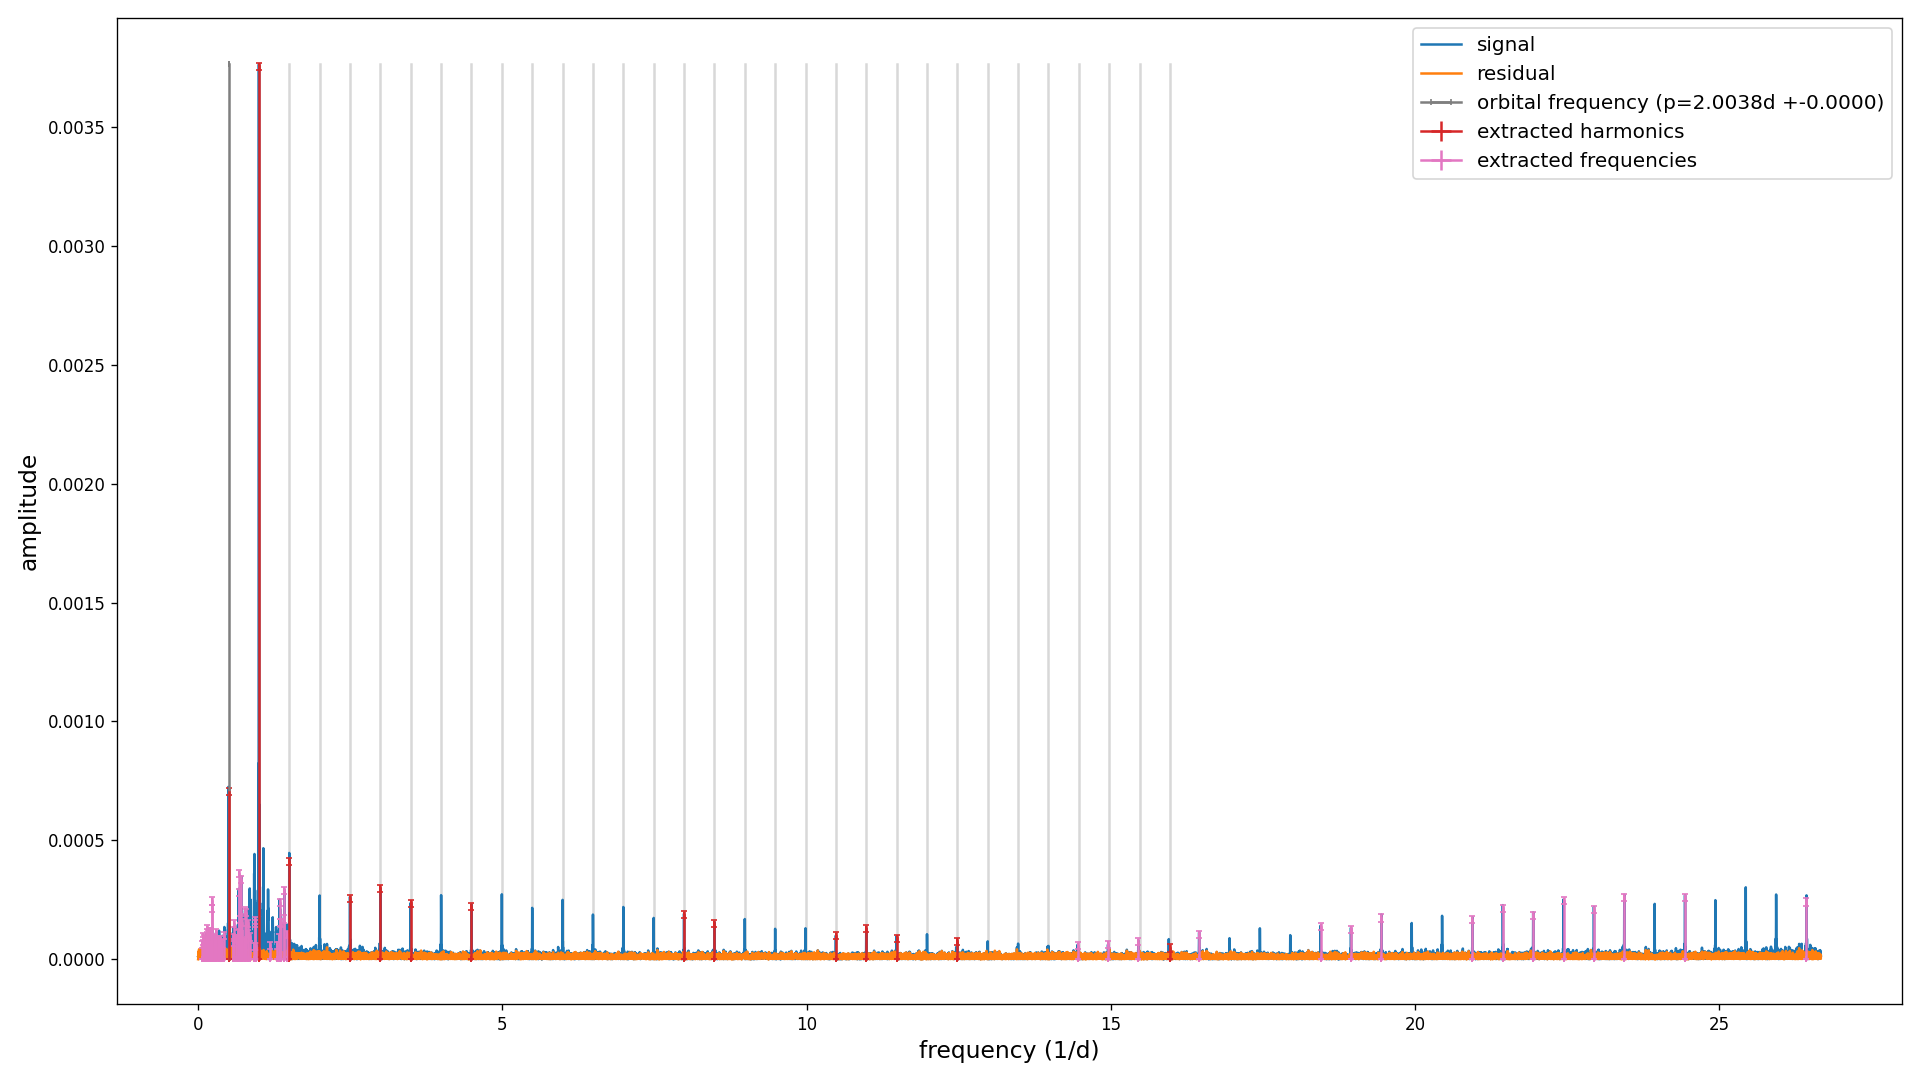 signal
residual
orbital frequency (p=2.0038d +-0.0000)
extracted harmonics
extracted frequencies
amplitude
0.0035
0.0030
0.0025
0.0020
0.0015
0.0010
0.0005
0.0000
0 5 10 15 20 25
frequency (1/d)